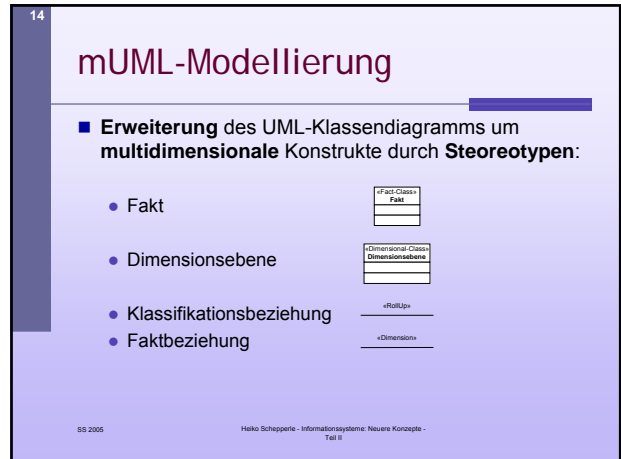 14
mUML-Modellierung
Erweiterung des UML-Klassendiagramms um
multidimensionale Konstrukte durch Steoreotypen:
Fakt
«Fact-Class»
Fakt
Dimensionsebene
«Dimensional-Class»
Dimensionsebene
Klassifikationsbeziehung
«RollUp»
Faktbeziehung
«Dimension»
SS 2005
Heiko Schepperle - Informationssysteme: Neuere Konzepte -
Teil II